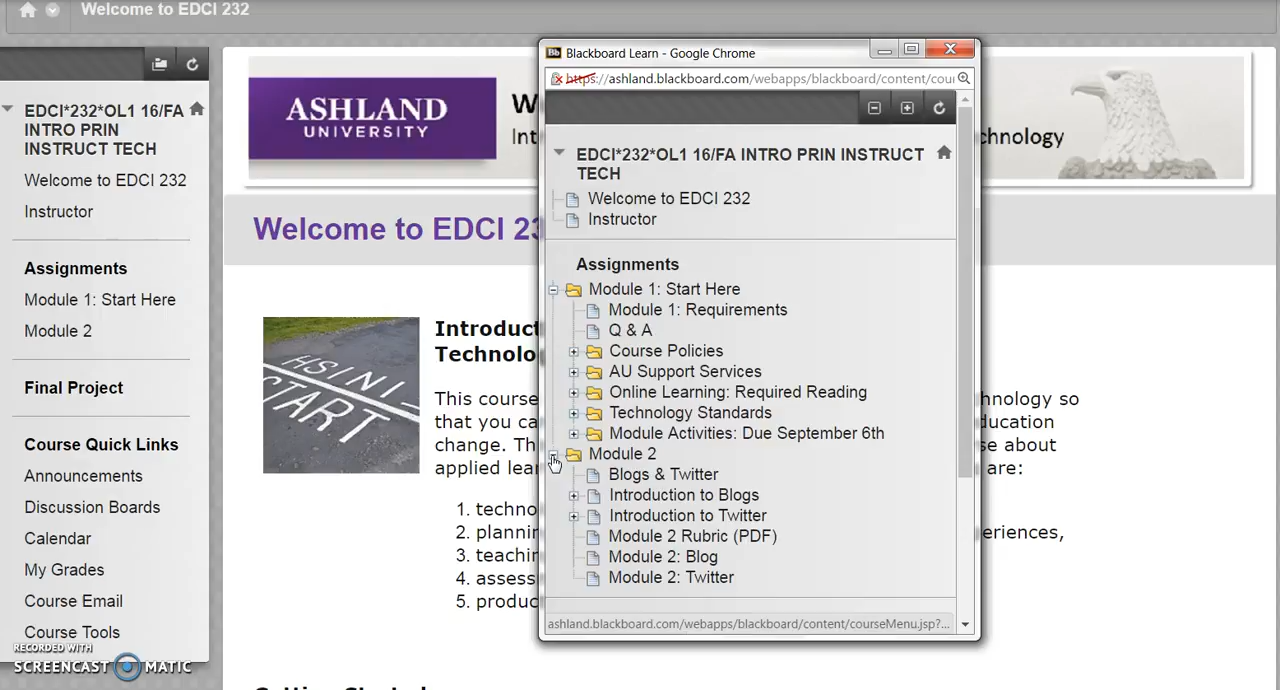 Welcome to EDCI 232
EDCI*232*OL1 16/FA
INTRO PRIN
INSTRUCT TECH
Welcome to EDCI 232
Instructor
Assignments
Module 1: Start Here
Module 2
Final Project
Course Quick Links
Announcements
Discussion Boards
Calendar
My Grades
Course Email
Course Tools
RECORDED WITH
SCREENCAST MATIC
ASHLAND
UNIVERSITY
W
Int
chnology
Welcome to EDCI 23
FINISH
START
Introduct
Technolo
This course
that you ca
change. Th
applied lear
hnology so
ducation
se about
are:
1. techno
2. plannin
3. teachin
4. assess
5. produc
eriences,
Getting Started
Bb Blackboard Learn - Google Chrome
https://ashland.blackboard.com/webapps/blackboard/content/cour
EDCI*232*OL1 16/FA INTRO PRIN INSTRUCT
TECH
Welcome to EDCI 232
Instructor
Assignments
Module 1: Start Here
Module 1: Requirements
Q & A
Course Policies
AU Support Services
Online Learning: Required Reading
Technology Standards
Module Activities: Due September 6th
Module 2
Blogs & Twitter
Introduction to Blogs
Introduction to Twitter
Module 2 Rubric (PDF)
Module 2: Blog
Module 2: Twitter
ashland.blackboard.com/webapps/blackboard/content/courseMenu.jsp?...